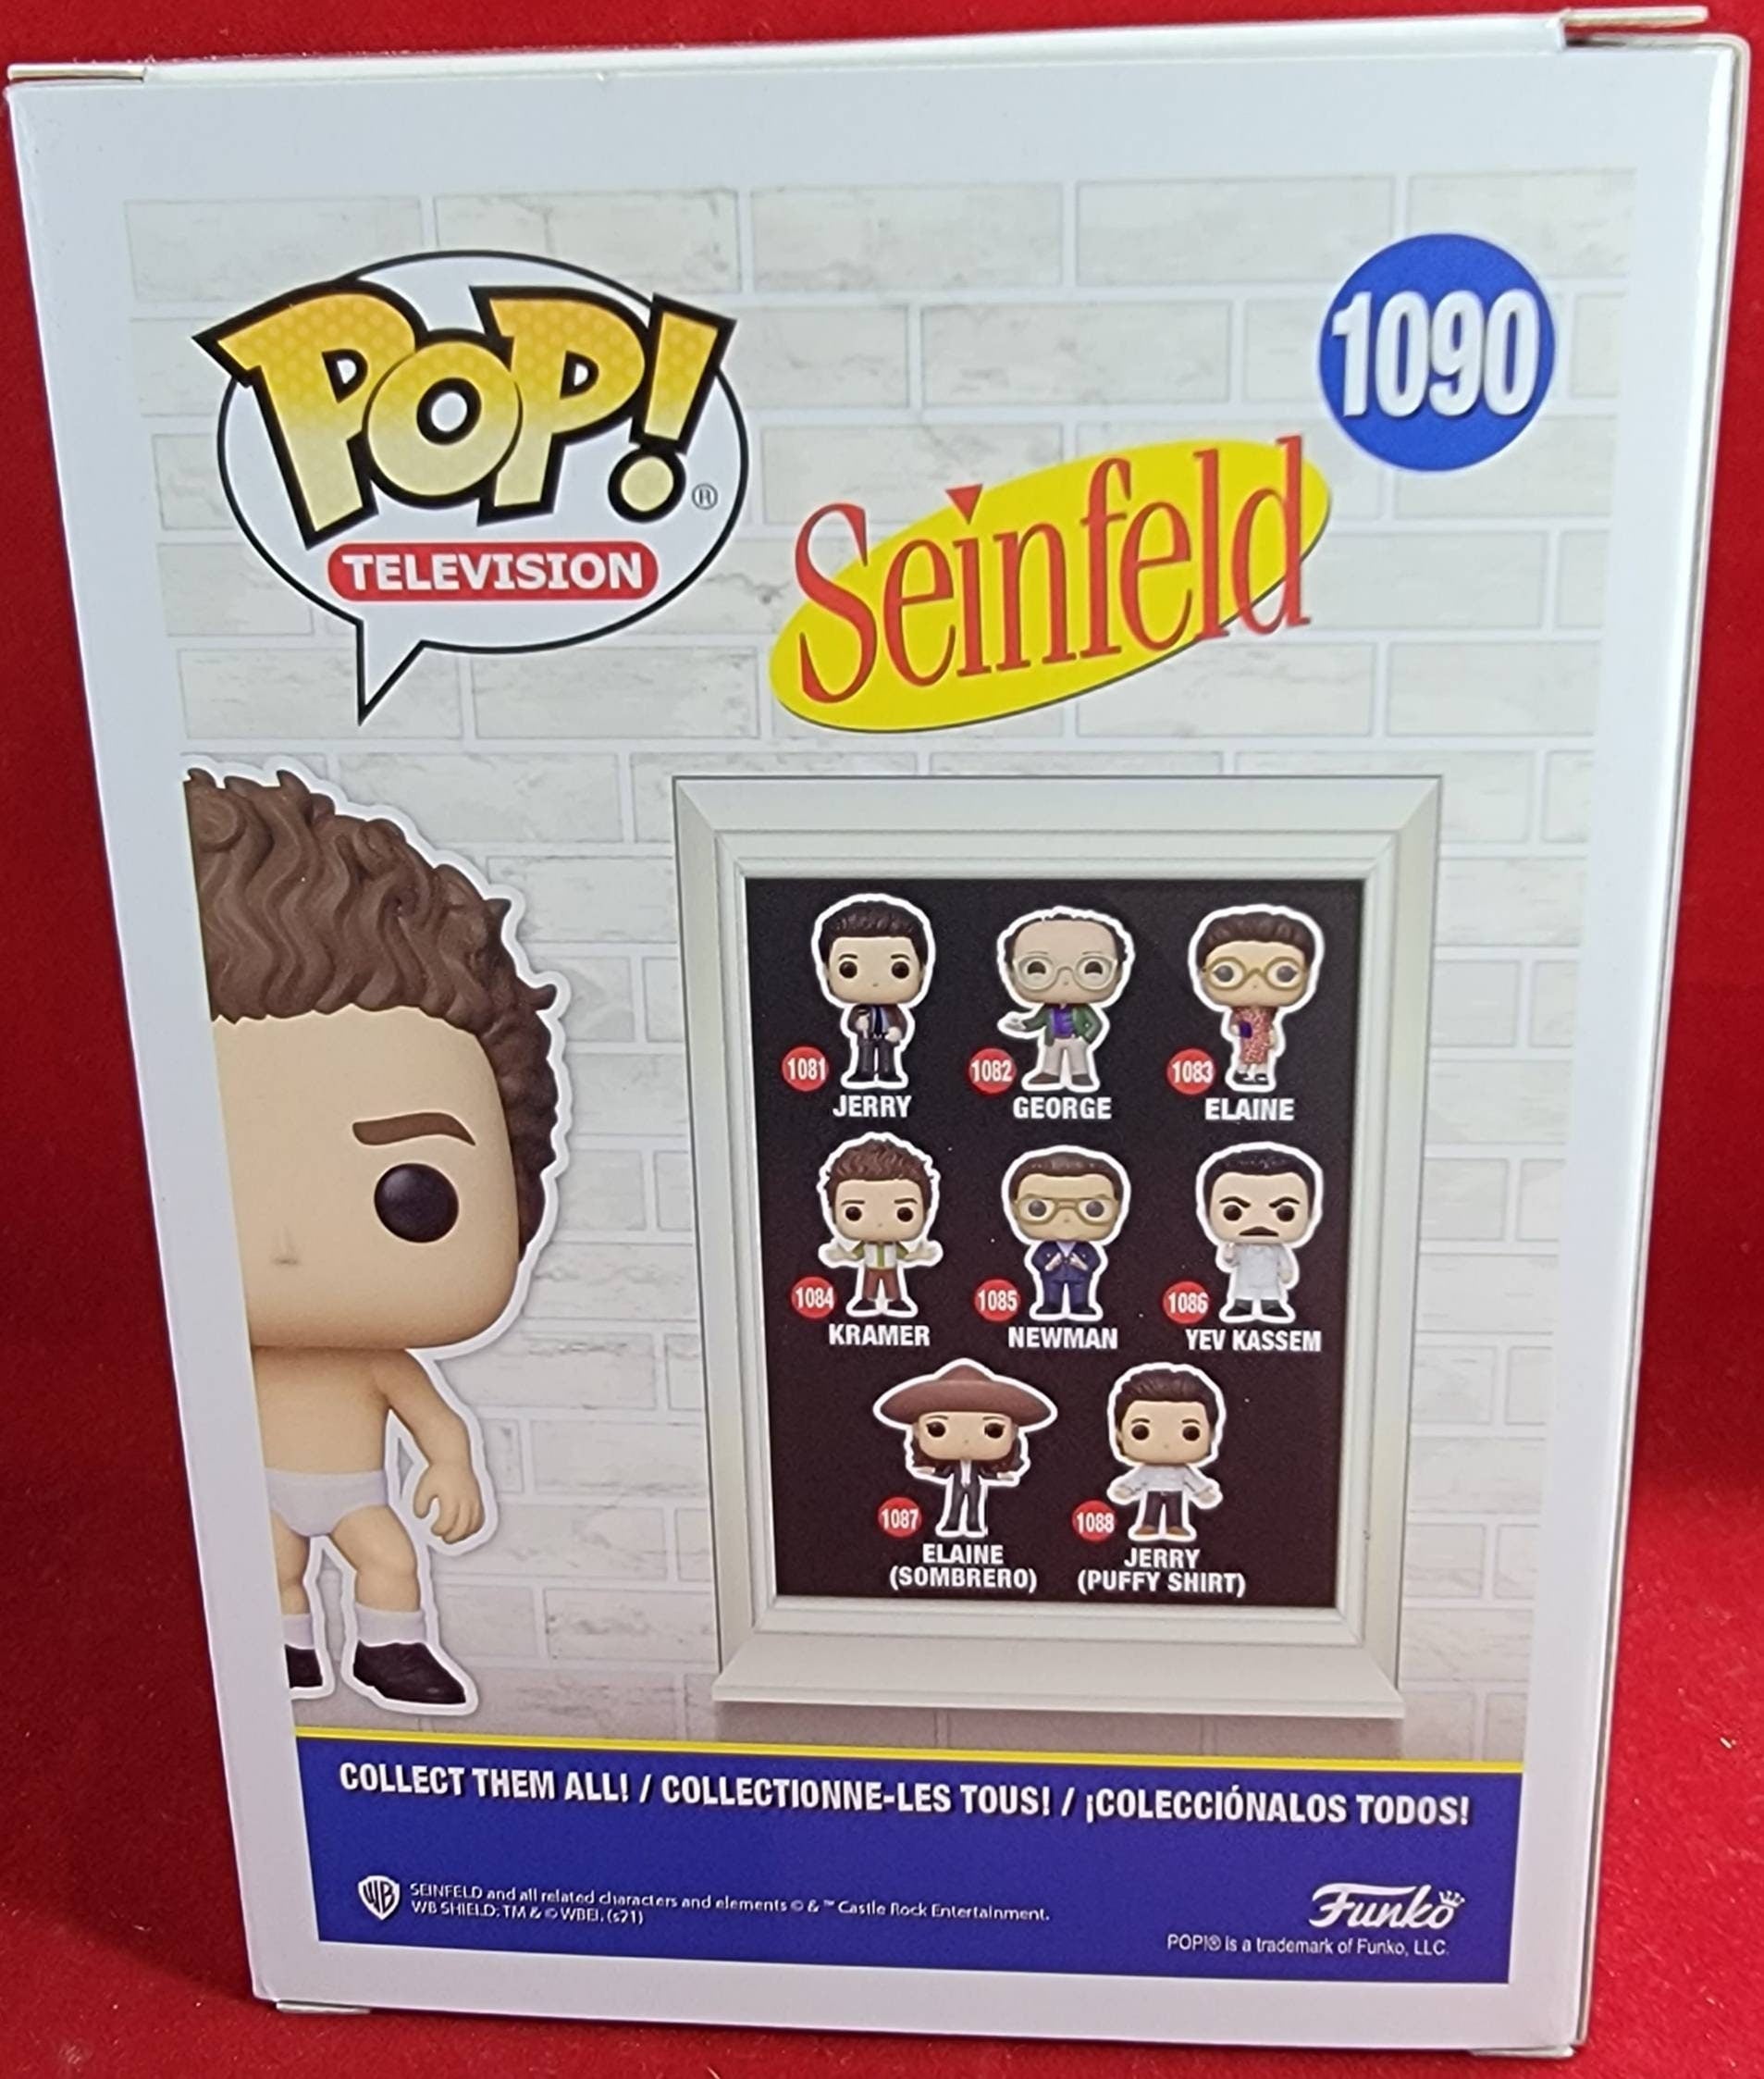 POP!®
TELEVISION
1090
Seinfeld
1081
JERRY
1082
GEORGE
1083
ELAINE
1084
KRAMER
1085
NEWMAN
1086
YEV KASSEM
1087
ELAINE
(SOMBRERO)
1088
JERRY
(PUFFY SHIRT)
COLLECT THEM ALL! / COLLECTIONNE-LES TOUS! / ¡COLECCIÓNALOS TODOS!
WB
SEINFELD and all related characters and elements © & ™ Castle Rock Entertainment.
WB SHIELD: TM & © WBEI. (s21)
Funko
POP!® is a trademark of Funko, LLC.